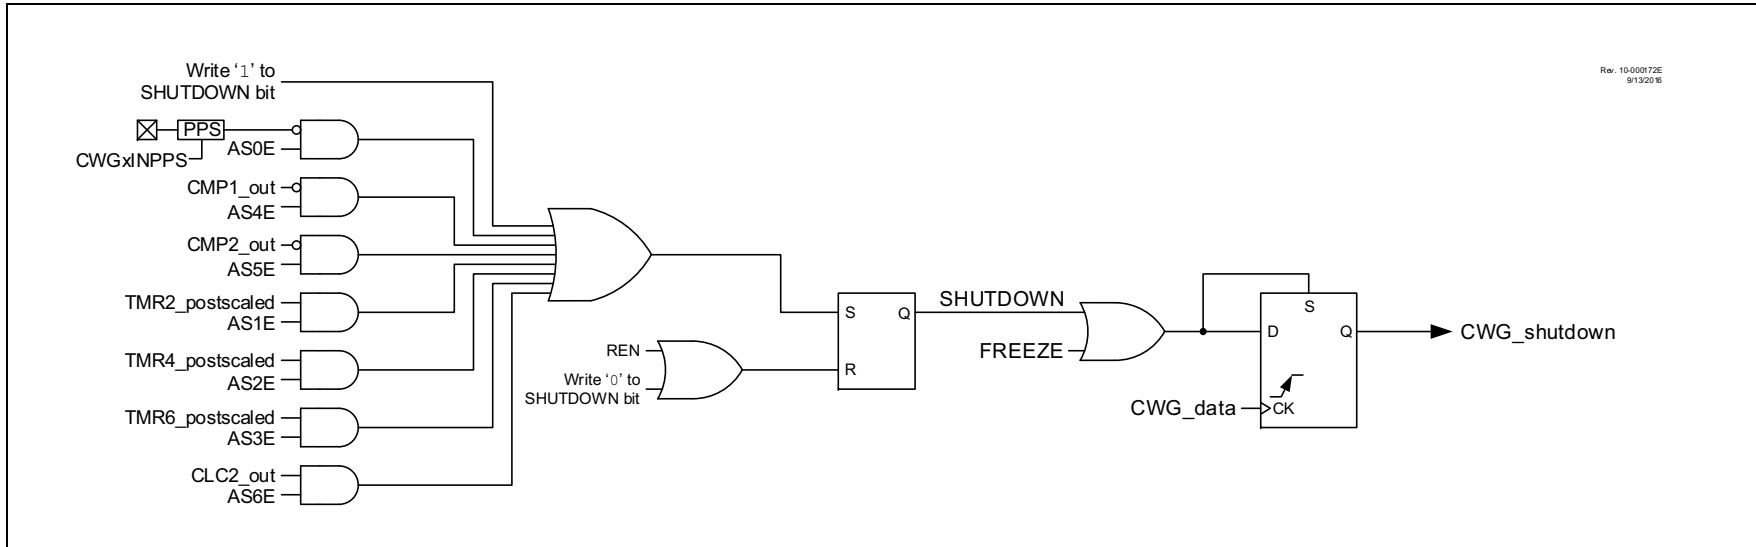 Rev. 10-000172E
9/13/2016
Write ‘1’ to
SHUTDOWN bit
PPS
AS0E
CWGxINPPS
CMP1_out
AS4E
CMP2_out
AS5E
TMR2_postscaled
AS1E
TMR4_postscaled
AS2E
TMR6_postscaled
AS3E
CLC2_out
AS6E
REN
Write ‘0’ to
SHUTDOWN bit
S
Q
R
SHUTDOWN
FREEZE
S
D
Q
CWG_data
CK
CWG_shutdown